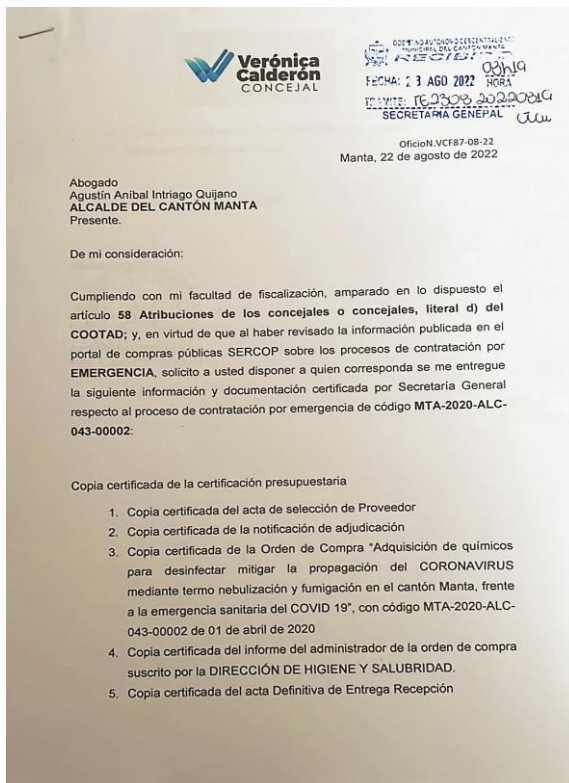 Verónica
Calderón
CONCEJAL
GOBIERNO AUTONOMO DESCENTRALIZADO
MUNICIPAL DEL CANTON MANTA
RECIBIDO
09h19
FECHA: 23 AGO 2022 HORA
TRAMITE:
SECRETARIA GENERAL
OficioN.VCF87-08-22
Manta, 22 de agosto de 2022
Abogado
Agustín Aníbal Intriago Quijano
ALCALDE DEL CANTÓN MANTA
Presente.
De mi consideración:
Cumpliendo con mi facultad de fiscalización, amparado en lo dispuesto el
artículo 58 Atribuciones de los concejales o concejales, literal d) del
COOTAD; y, en virtud de que al haber revisado la información publicada en el
portal de compras públicas SERCOP sobre los procesos de contratación por
EMERGENCIA, solicito a usted disponer a quien corresponda se me entregue
la siguiente información y documentación certificada por Secretaría General
respecto al proceso de contratación por emergencia de código MTA-2020-ALC-
043-00002:
Copia certificada de la certificación presupuestaria
1. Copia certificada del acta de selección de Proveedor
2. Copia certificada de la notificación de adjudicación
3. Copia certificada de la Orden de Compra "Adquisición de químicos
para desinfectar mitigar la propagación del CORONAVIRUS
mediante termo nebulización y fumigación en el cantón Manta, frente
a la emergencia sanitaria del COVID 19", con código MTA-2020-ALC-
043-00002 de 01 de abril de 2020
4. Copia certificada del informe del administrador de la orden de compra
suscrito por la DIRECCIÓN DE HIGIENE Y SALUBRIDAD.
5. Copia certificada del acta Definitiva de Entrega Recepción